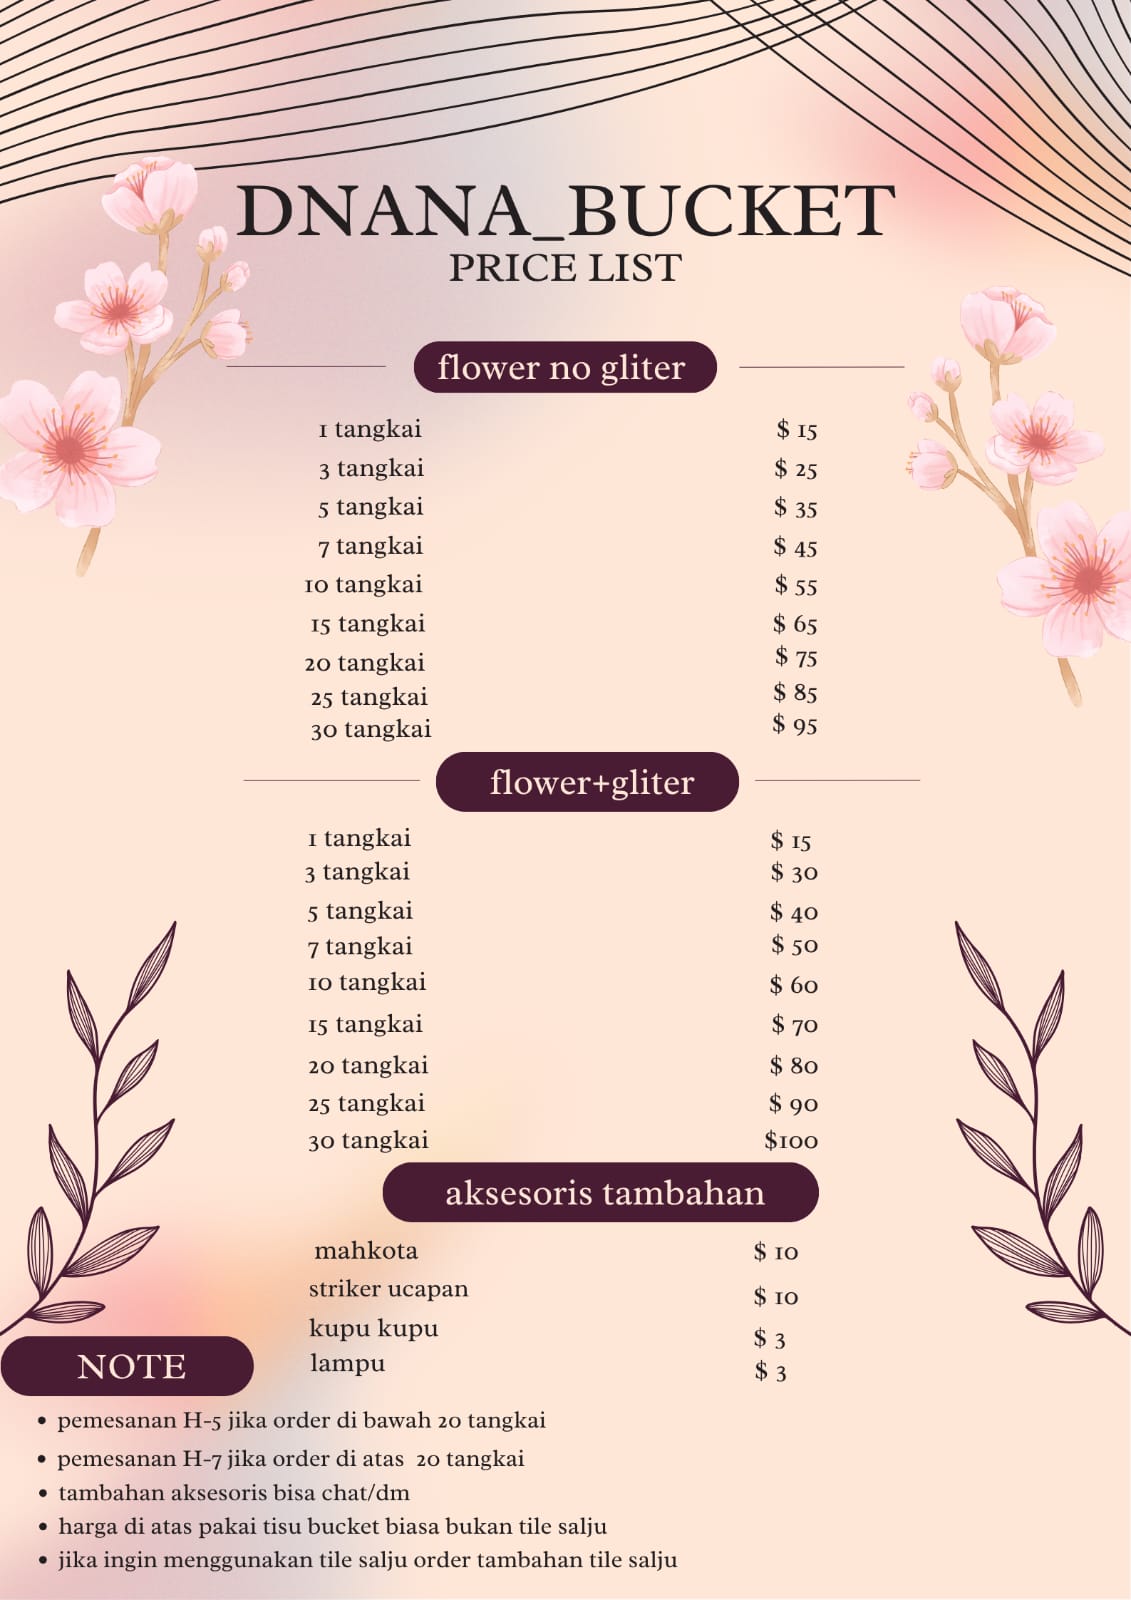 DNANA_BUCKET
PRICE LIST
flower no gliter
1 tangkai $ 15
3 tangkai $ 25
5 tangkai $ 35
7 tangkai $ 45
10 tangkai $ 55
15 tangkai $ 65
20 tangkai $ 75
25 tangkai $ 85
30 tangkai $ 95
flower+gliter
1 tangkai $ 15
3 tangkai $ 30
5 tangkai $ 40
7 tangkai $ 50
10 tangkai $ 60
15 tangkai $ 70
20 tangkai $ 80
25 tangkai $ 90
30 tangkai $100
aksesoris tambahan
mahkota $ 10
striker ucapan $ 10
kupu kupu $ 3
lampu $ 3
NOTE
• pemesanan H-5 jika order di bawah 20 tangkai
• pemesanan H-7 jika order di atas 20 tangkai
• tambahan aksesoris bisa chat/dm
• harga di atas pakai tisu bucket biasa bukan tile salju
• jika ingin menggunakan tile salju order tambahan tile salju